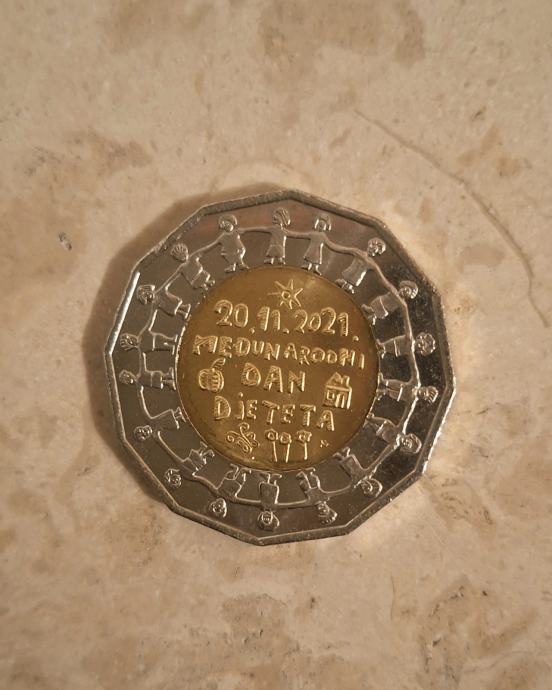 20.11.2021.
MEĐUNARODNI
DAN
DJETETA